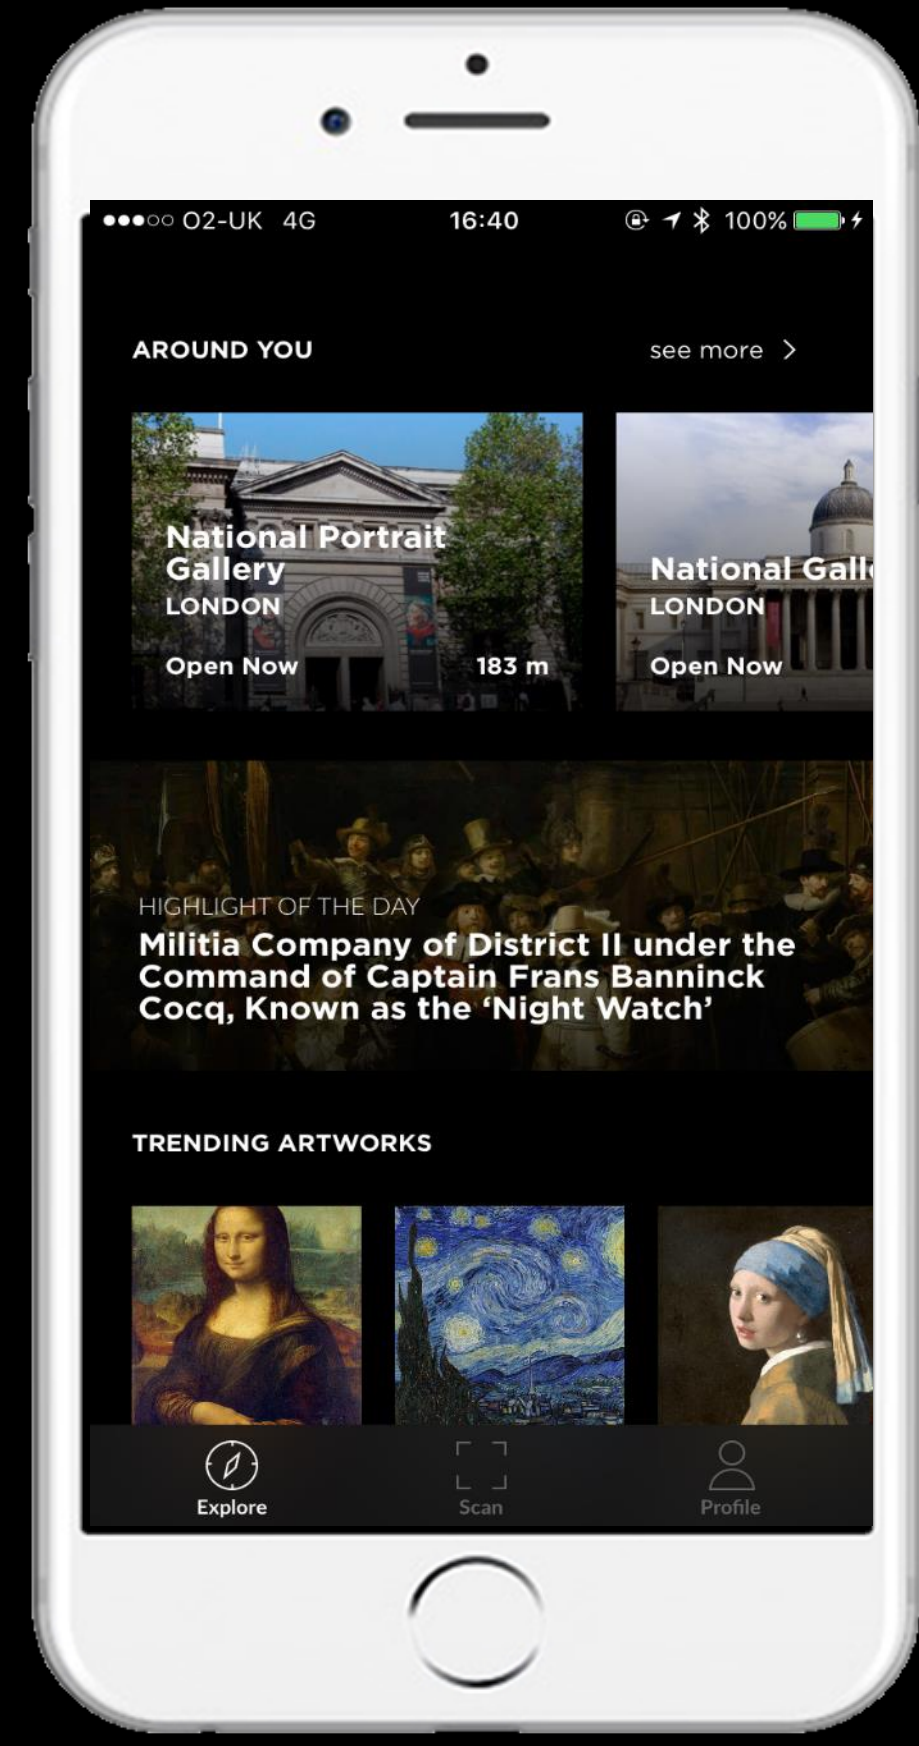 O2-UK 4G 16:40 100%
AROUND YOU see more
National Portrait
Gallery
LONDON
Open Now 183 m
National Gall
LONDON
Open Now
HIGHLIGHT OF THE DAY
Militia Company of District II under the
Command of Captain Frans Banninck
Cocq, Known as the ‘Night Watch’
TRENDING ARTWORKS
Explore Scan Profile